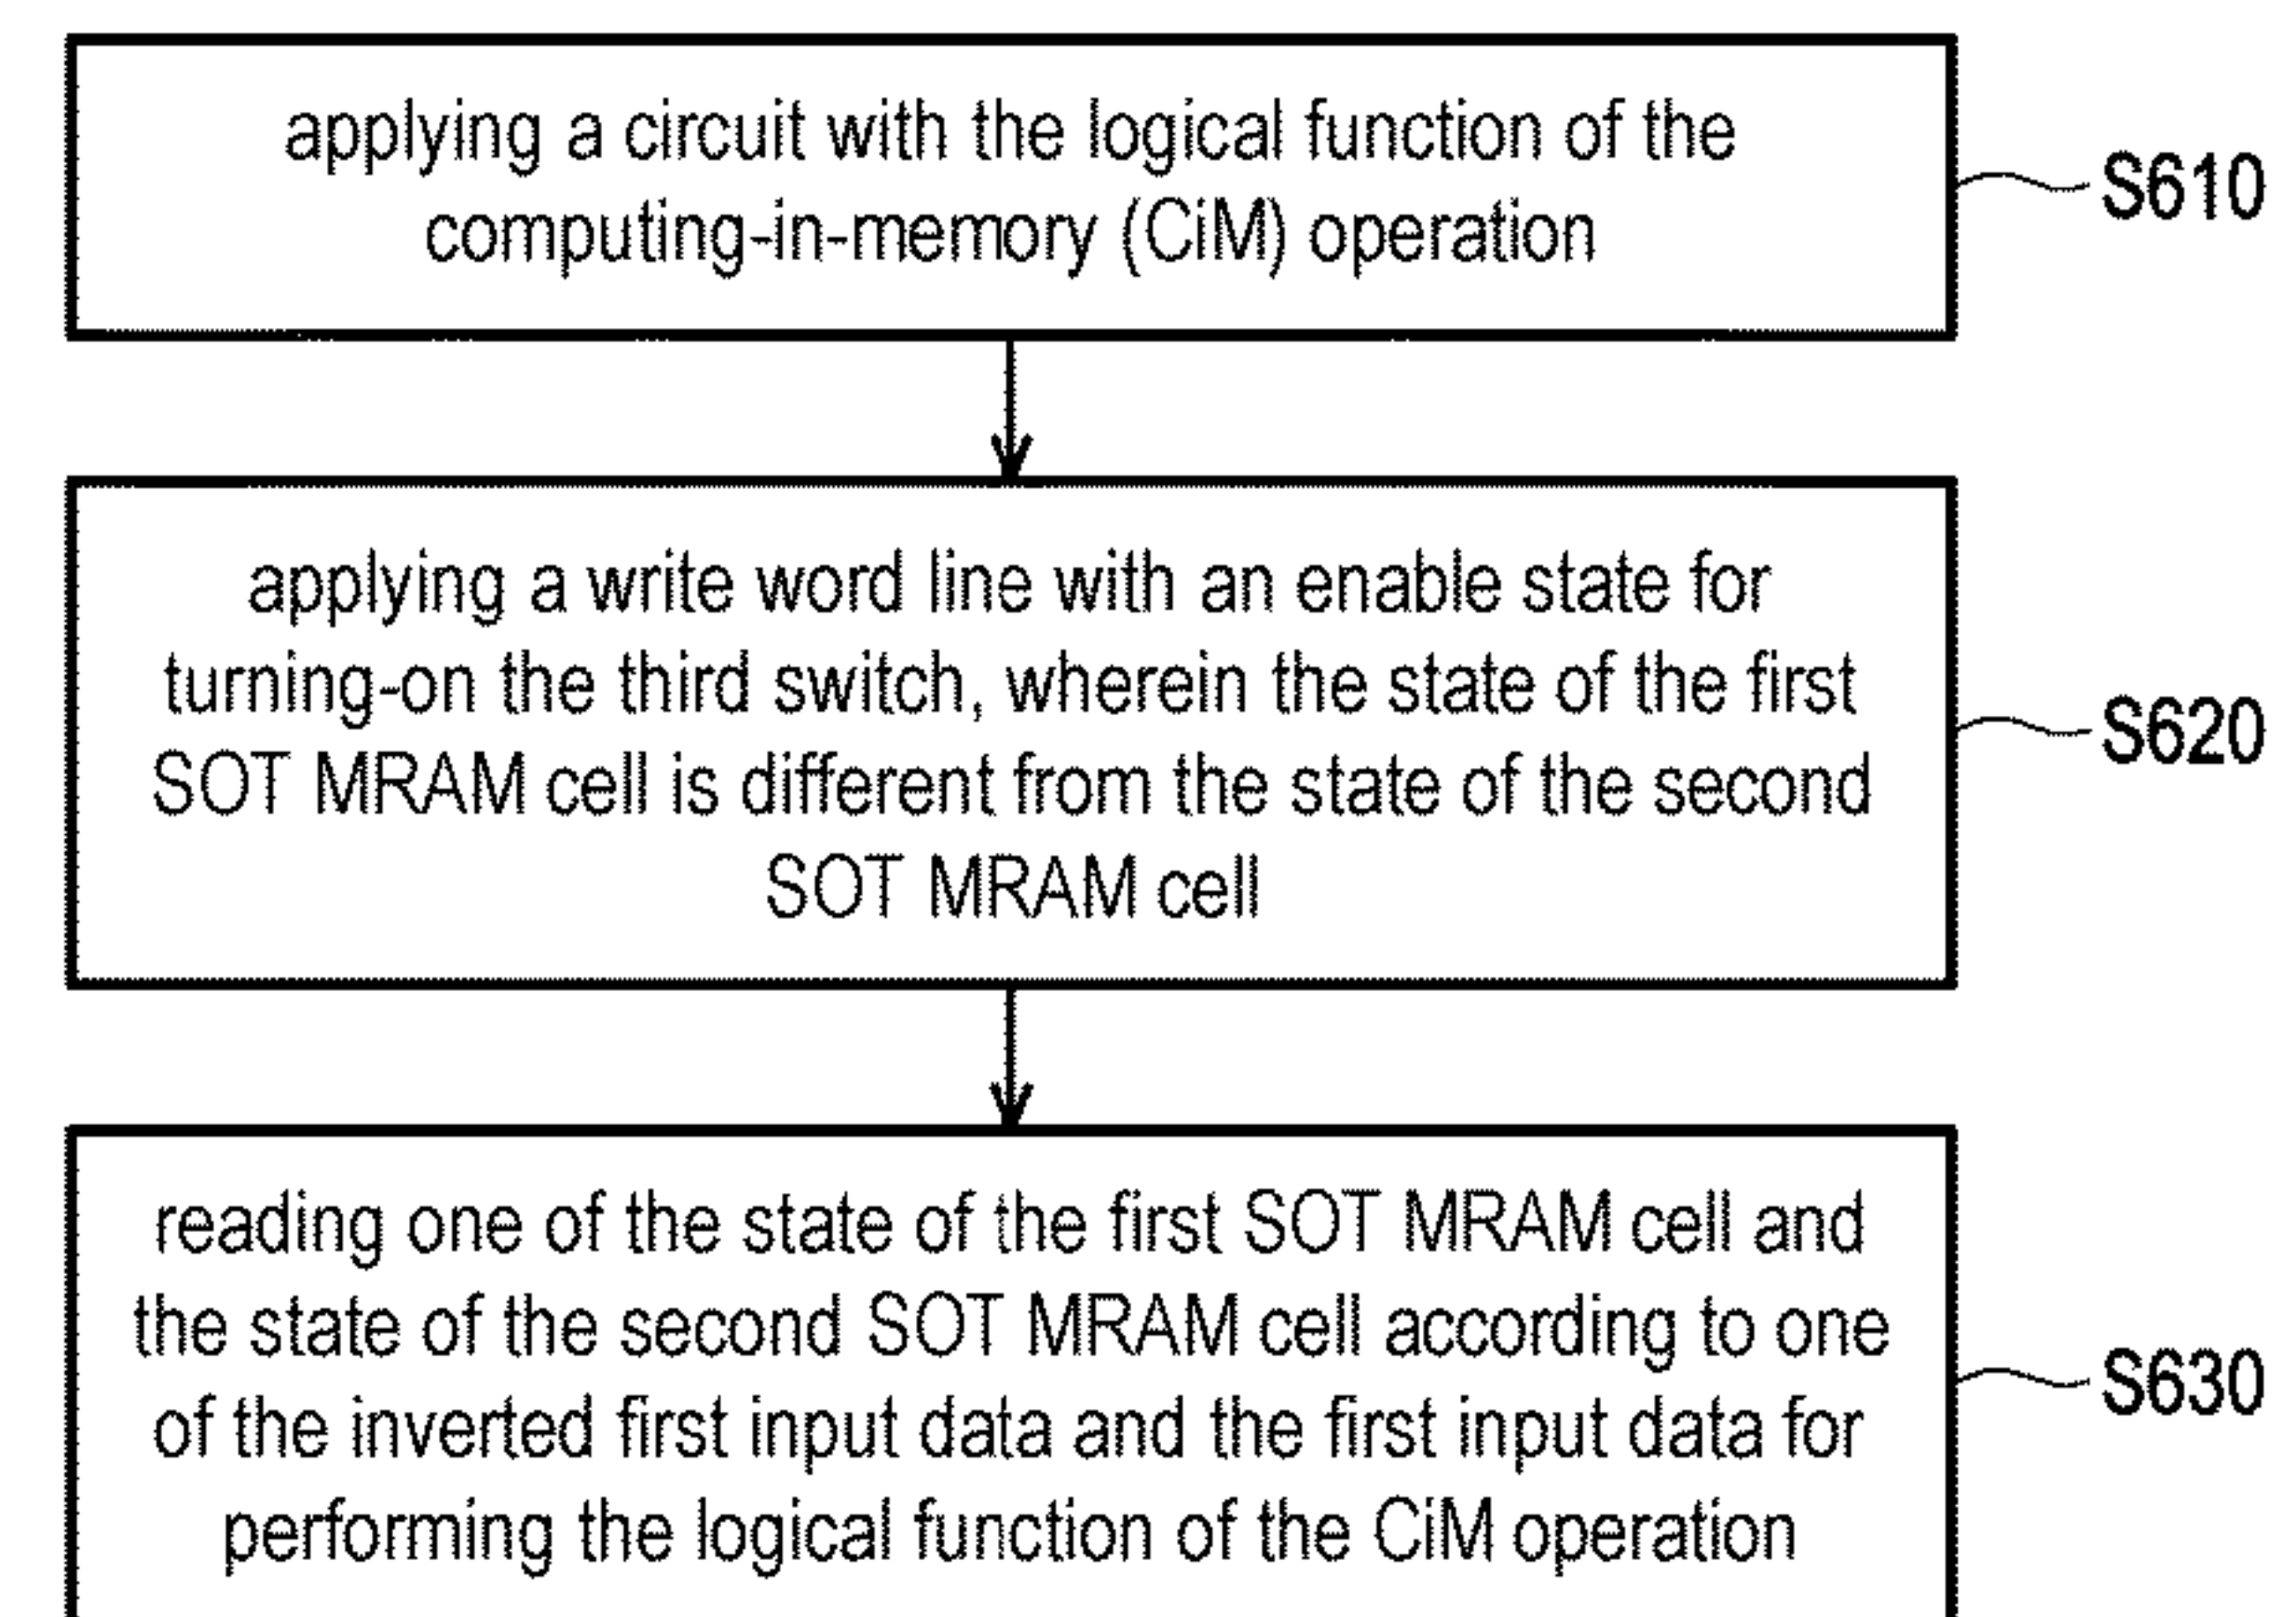 applying a circuit with the logical function of the
computing-in-memory (CiM) operation
S610
applying a write word line with an enable state for
turning-on the third switch, wherein the state of the first
SOT MRAM cell is different from the state of the second
SOT MRAM cell
S620
reading one of the state of the first SOT MRAM cell and
the state of the second SOT MRAM cell according to one
of the inverted first input data and the first input data for
performing the logical function of the CiM operation
S630